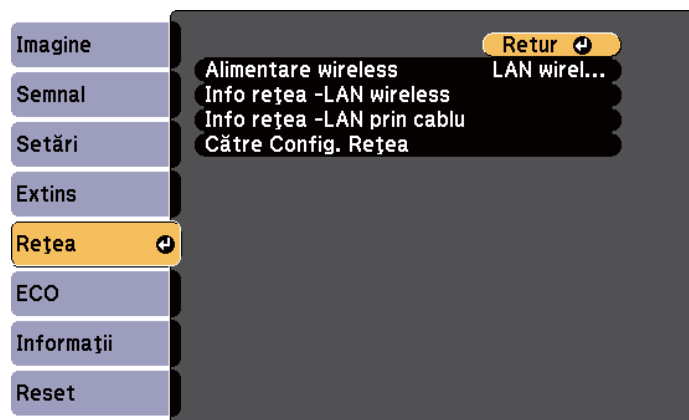 Imagine
Semnal
Setări
Extins
Reţea
ECO
Informaţii
Reset
Retur
Alimentare wireless LAN wirel...
Info reţea -LAN wireless
Info reţea -LAN prin cablu
Către Config. Reţea